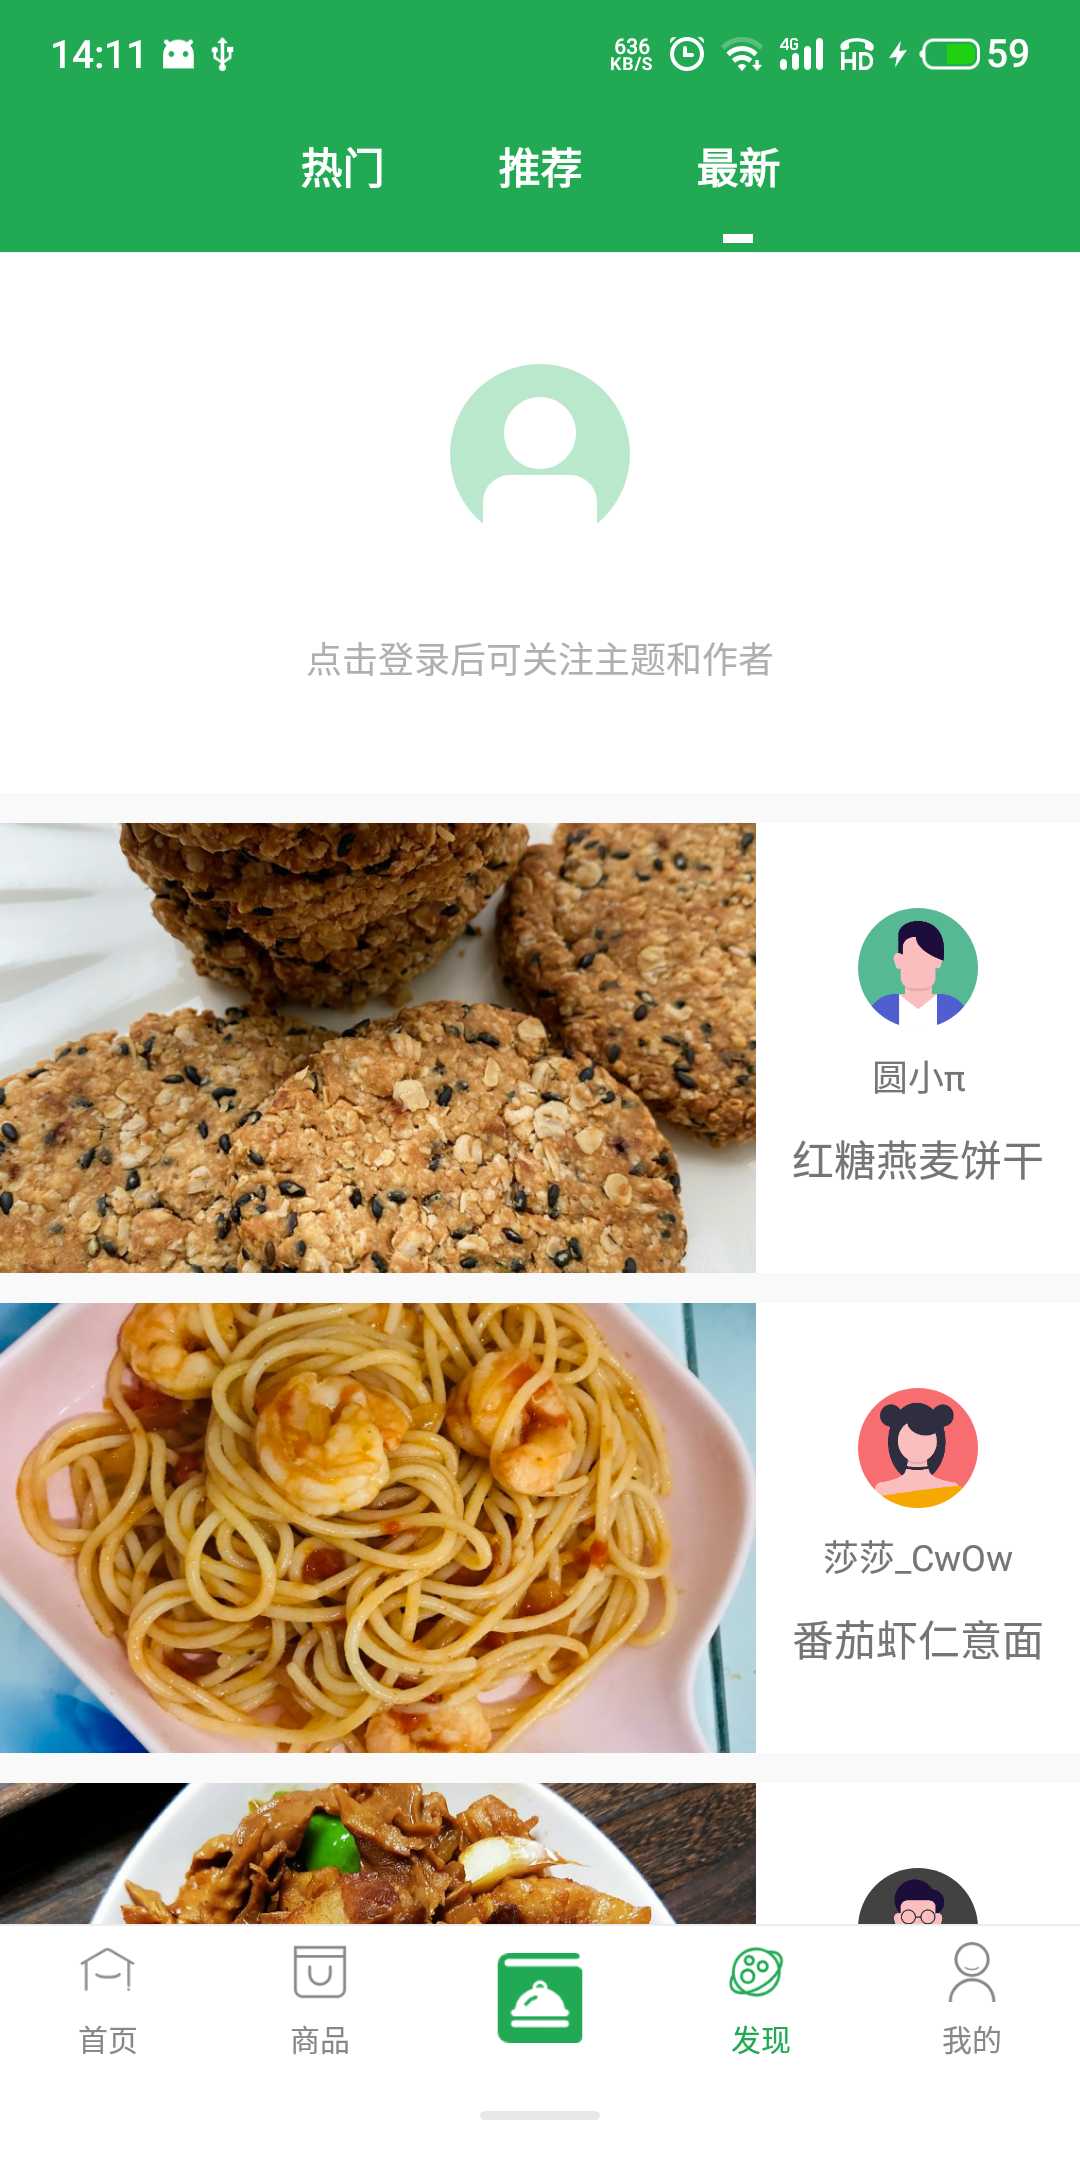 14:11 636 KB/S 4G HD 59
热门 推荐 最新
点击登录后可关注主题和作者
圆小π
红糖燕麦饼干
莎莎_CwOw
番茄虾仁意面
首页 商品 发现 我的